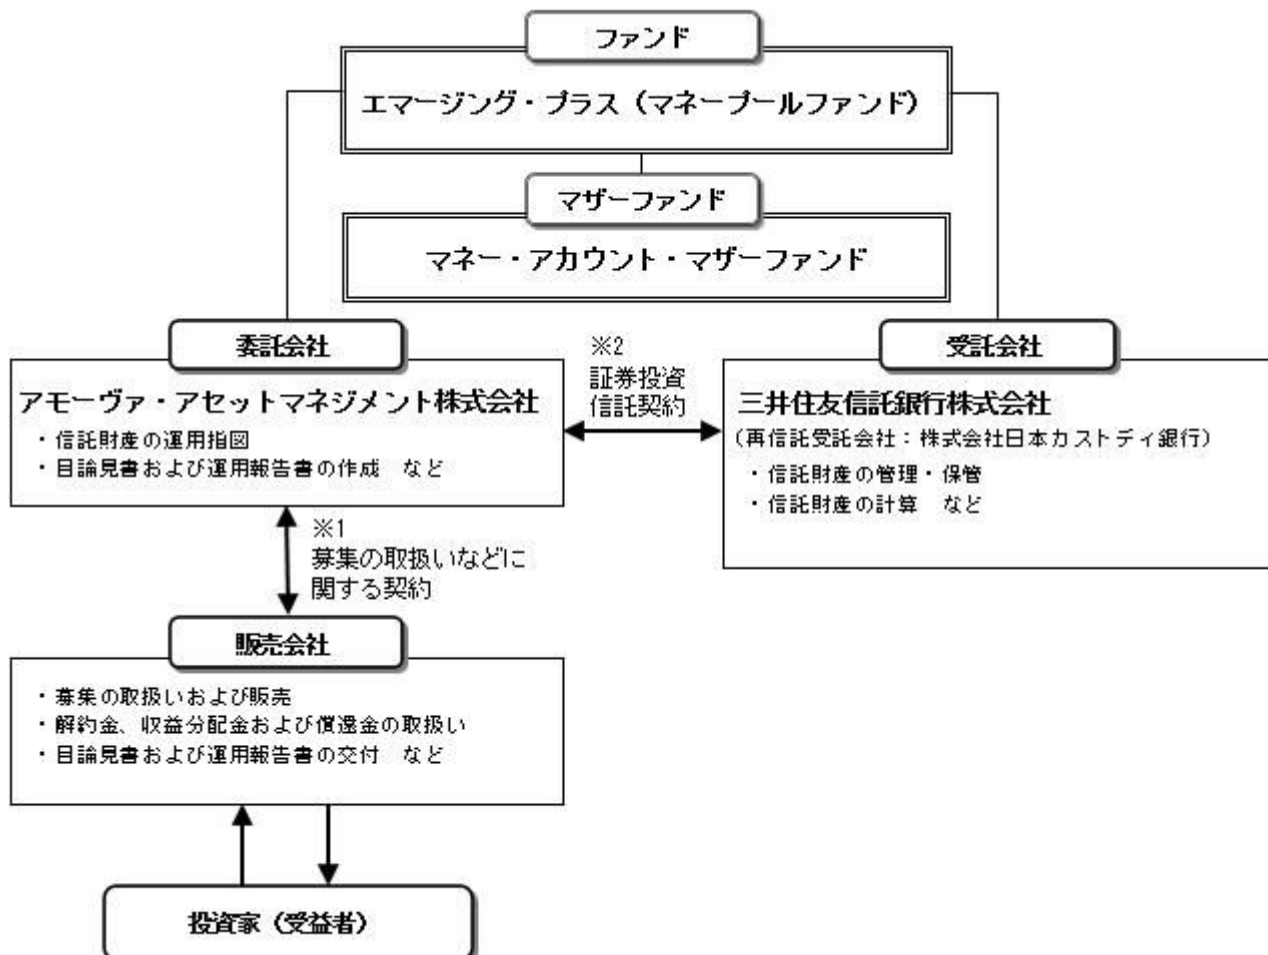 ファンド
エマージング・プラス（マネープールファンド）
マザーファンド
マネー・アカウント・マザーファンド
委託会社
アモーヴァ・アセットマネジメント株式会社
・信託財産の運用指図
・目論見書および運用報告書の作成　など
※2
証券投資
信託契約
受託会社
三井住友信託銀行株式会社
（再信託受託会社：株式会社日本カストディ銀行）
・信託財産の管理・保管
・信託財産の計算　など
※1
募集の取扱いなどに
関する契約
販売会社
・募集の取扱いおよび販売
・解約金、収益分配金および償還金の取扱い
・目論見書および運用報告書の交付　など
投資家（受益者）